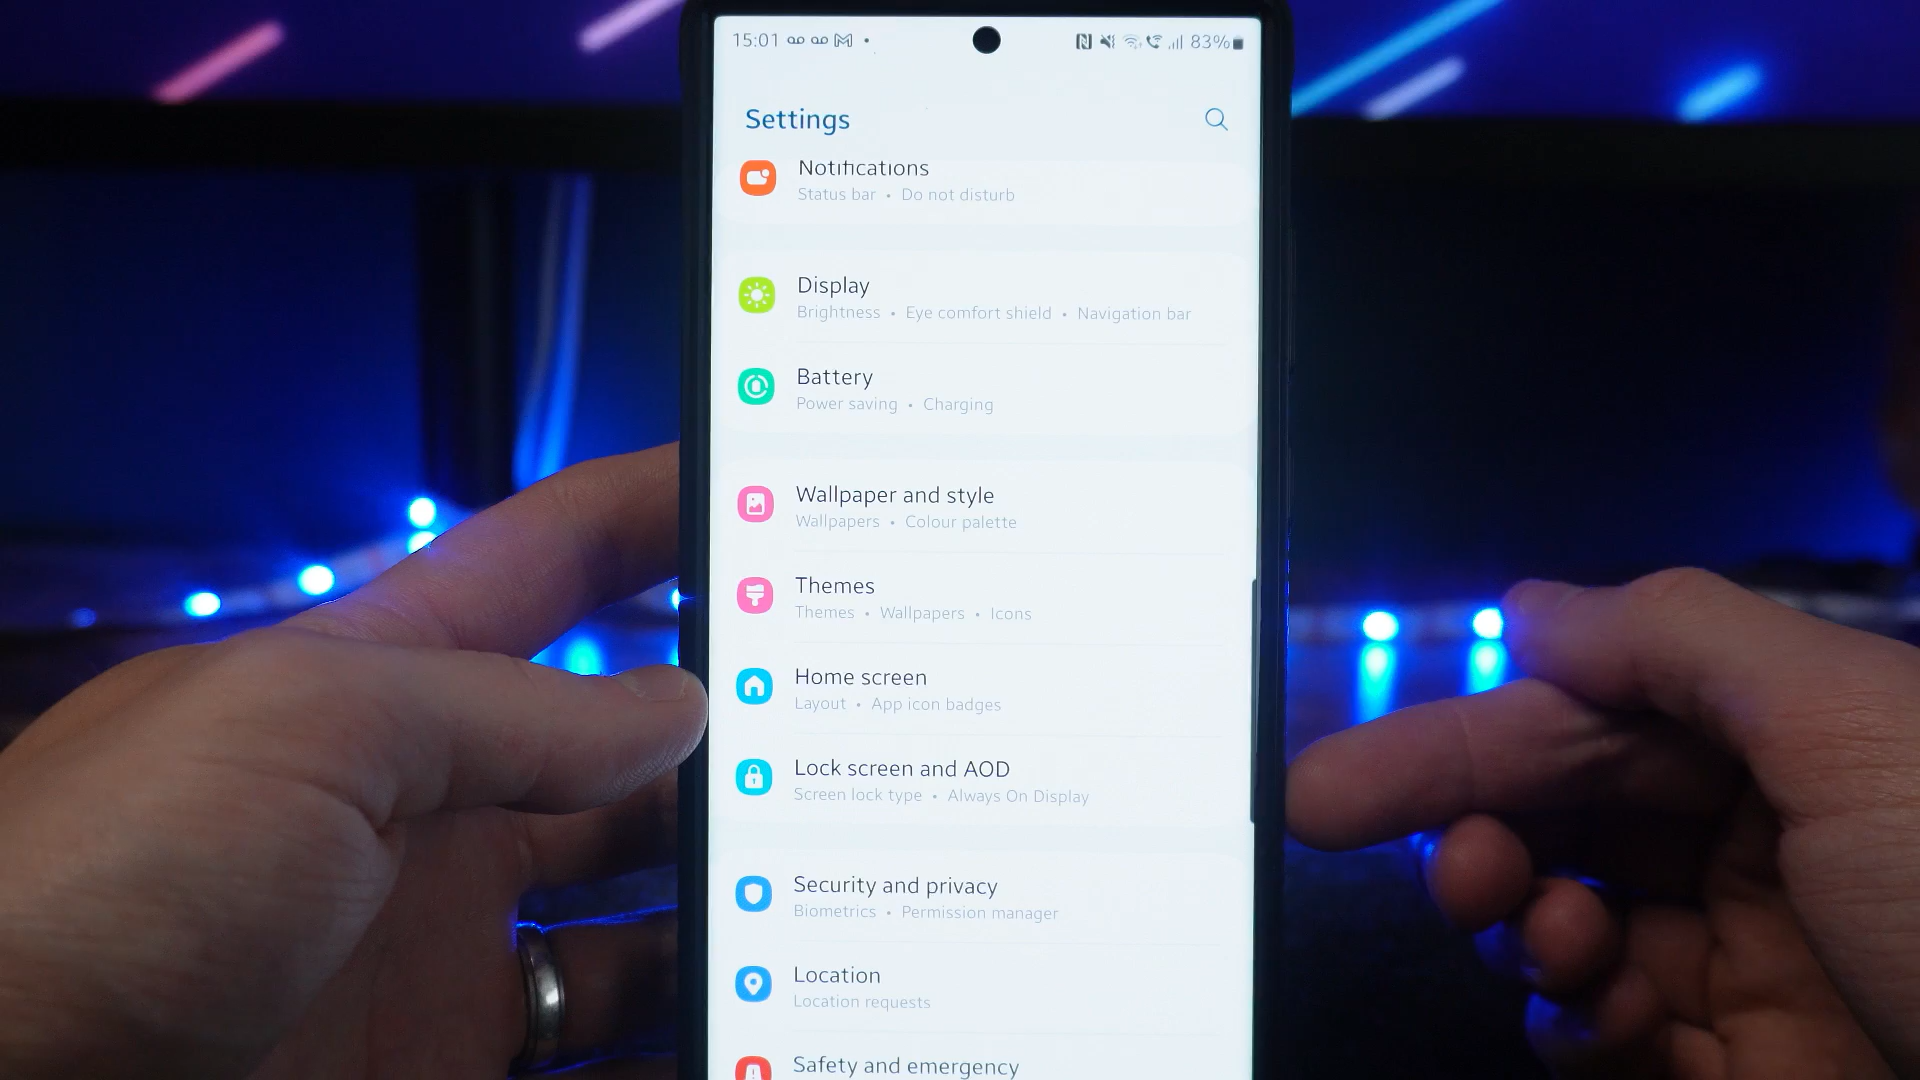 15:01 83%
Settings
Notifications
Status bar • Do not disturb
Display
Brightness • Eye comfort shield • Navigation bar
Battery
Power saving • Charging
Wallpaper and style
Wallpapers • Colour palette
Themes
Themes • Wallpapers • Icons
Home screen
Layout • App icon badges
Lock screen and AOD
Screen lock type • Always On Display
Security and privacy
Biometrics • Permission manager
Location
Location requests
Safety and emergency